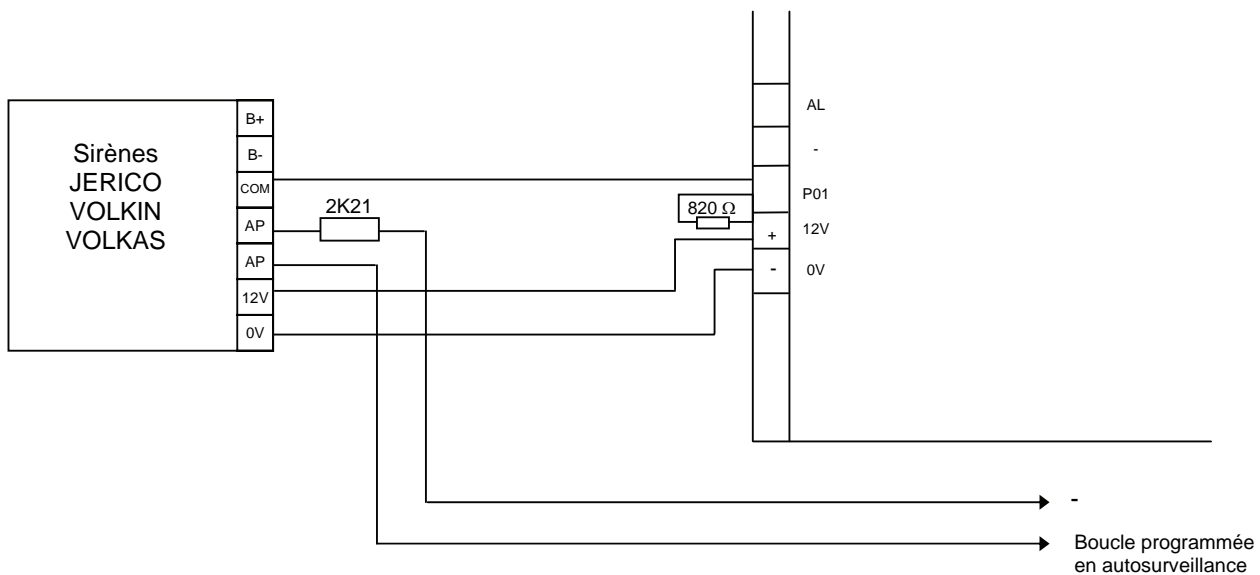 Sirènes
JERICO
VOLKIN
VOLKAS
B+
B-
COM
AP
AP
12V
0V
2K21
820 Ω
+
-
AL
-
P01
12V
0V
-
Boucle programmée
en autosurveillance